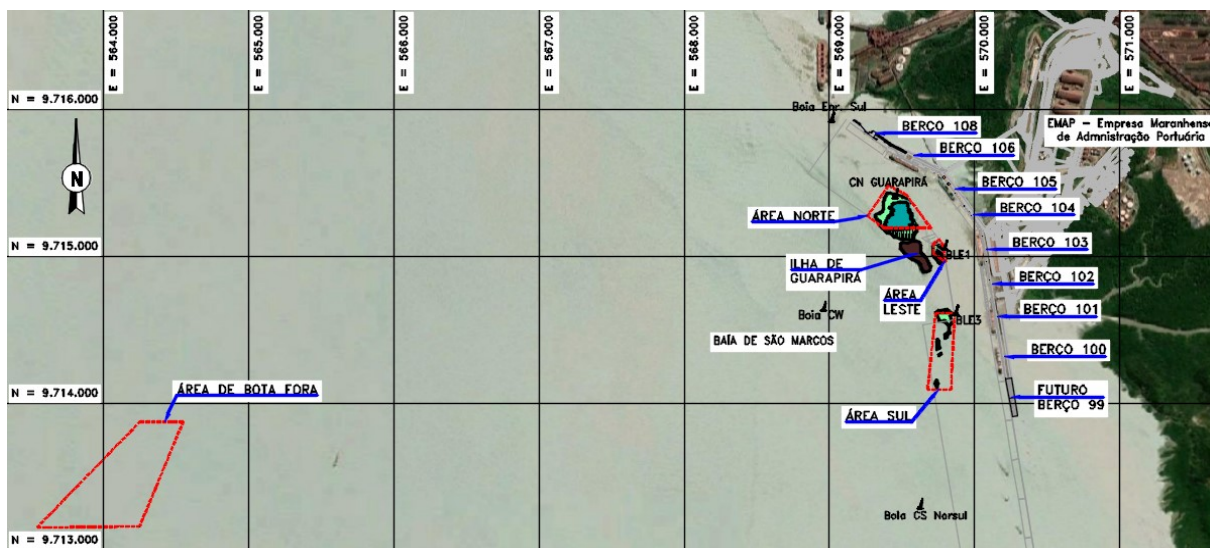 E = 564.000
E = 565.000
E = 566.000
E = 567.000
E = 568.000
E = 569.000
E = 570.000
E = 571.000
N = 9.716.000
Boia Enr. Sul
BERÇO 108
EMAP - Empresa Maranhense
de Admnistração Portuária
BERÇO 106
N
CN GUARAPIRÁ
BERÇO 105
ÁREA NORTE
BERÇO 104
N = 9.715.000
BERÇO 103
BLE1
ILHA DE
GUARAPIRÁ
BERÇO 102
ÁREA
LESTE
BERÇO 101
Boia CW
BLE3
BAÍA DE SÃO MARCOS
BERÇO 100
N = 9.714.000
ÁREA DE BOTA FORA
FUTURO
BERÇO 99
ÁREA SUL
Boia CS Norsul
N = 9.713.000